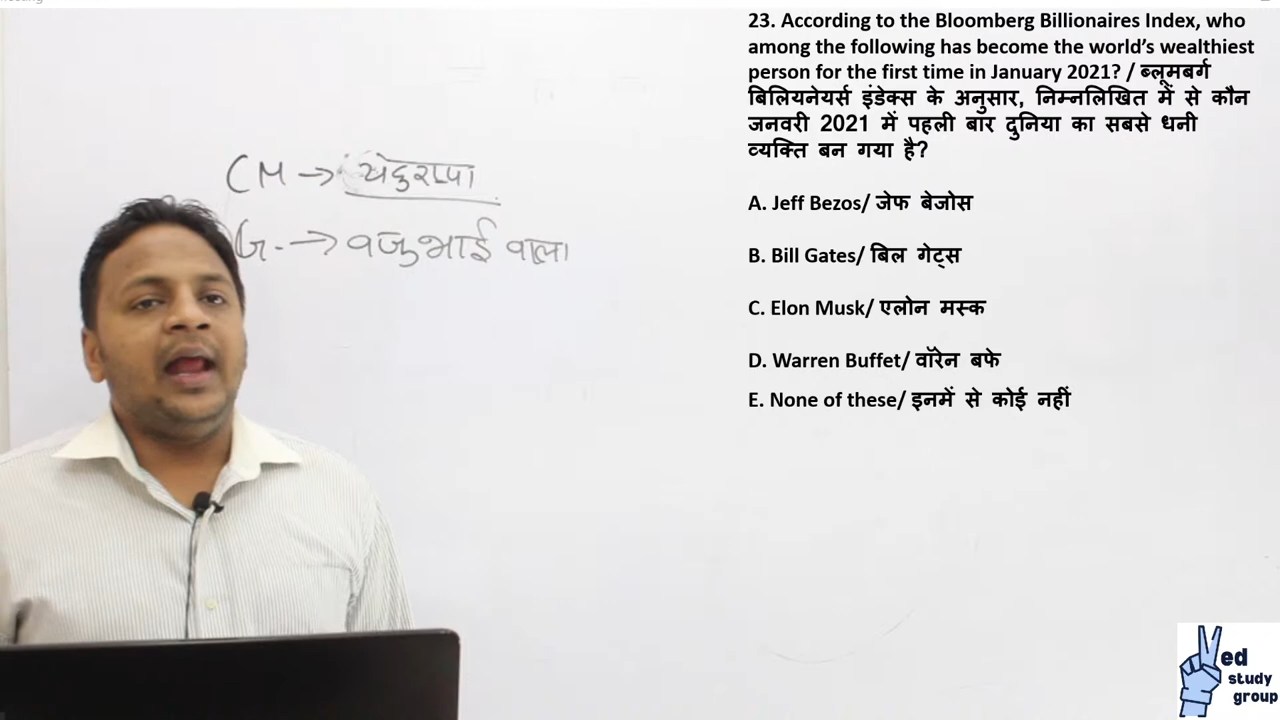 23. According to the Bloomberg Billionaires Index, who
among the following has become the world’s wealthiest
person for the first time in January 2021? / ब्लूमबर्ग
बिलियनेयर्स इंडेक्स के अनुसार, निम्नलिखित में से कौन
जनवरी 2021 में पहली बार दुनिया का सबसे धनी
व्यक्ति बन गया है?
A. Jeff Bezos/ जेफ बेजोस
B. Bill Gates/ बिल गेट्स
C. Elon Musk/ एलोन मस्क
D. Warren Buffet/ वॉरेन बफे
E. None of these/ इनमें से कोई नहीं
CM →
G. → वजुभाई वाला
Ved
study
group